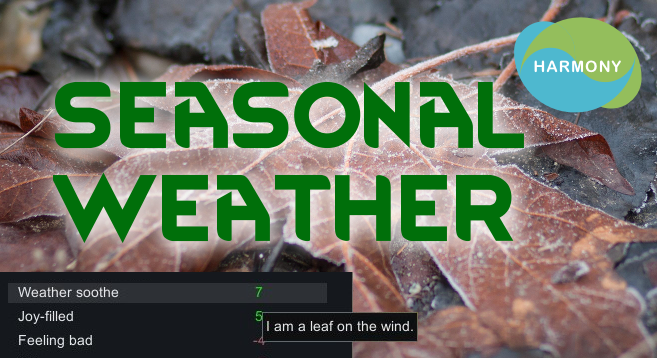 HARMONY
SEASONAL
WEATHER
Weather soothe 7
Joy-filled 5
I am a leaf on the wind.
Feeling bad -4